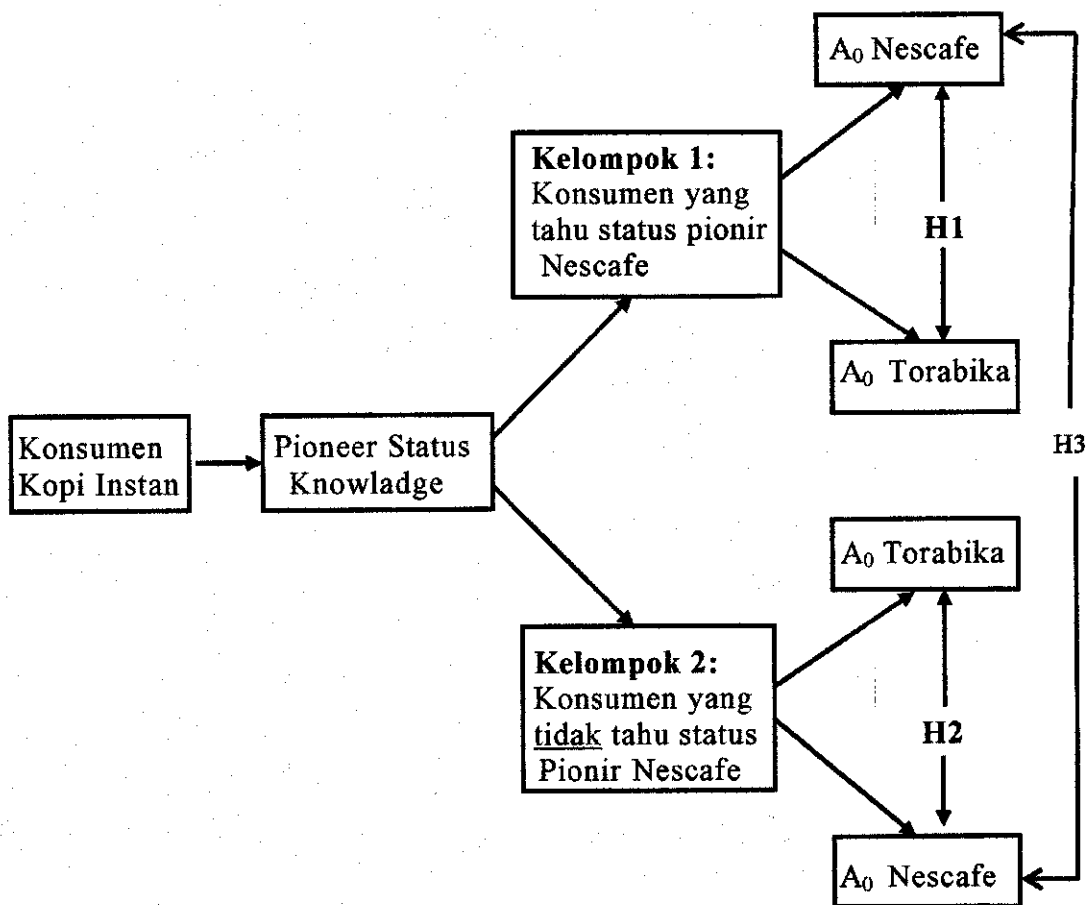 A₀ Nescafe
Kelompok 1:
Konsumen yang
tahu status pionir
Nescafe
H1
A₀ Torabika
Konsumen
Kopi Instan
Pioneer Status
Knowladge
H3
A₀ Torabika
Kelompok 2:
Konsumen yang
tidak tahu status
Pionir Nescafe
H2
A₀ Nescafe